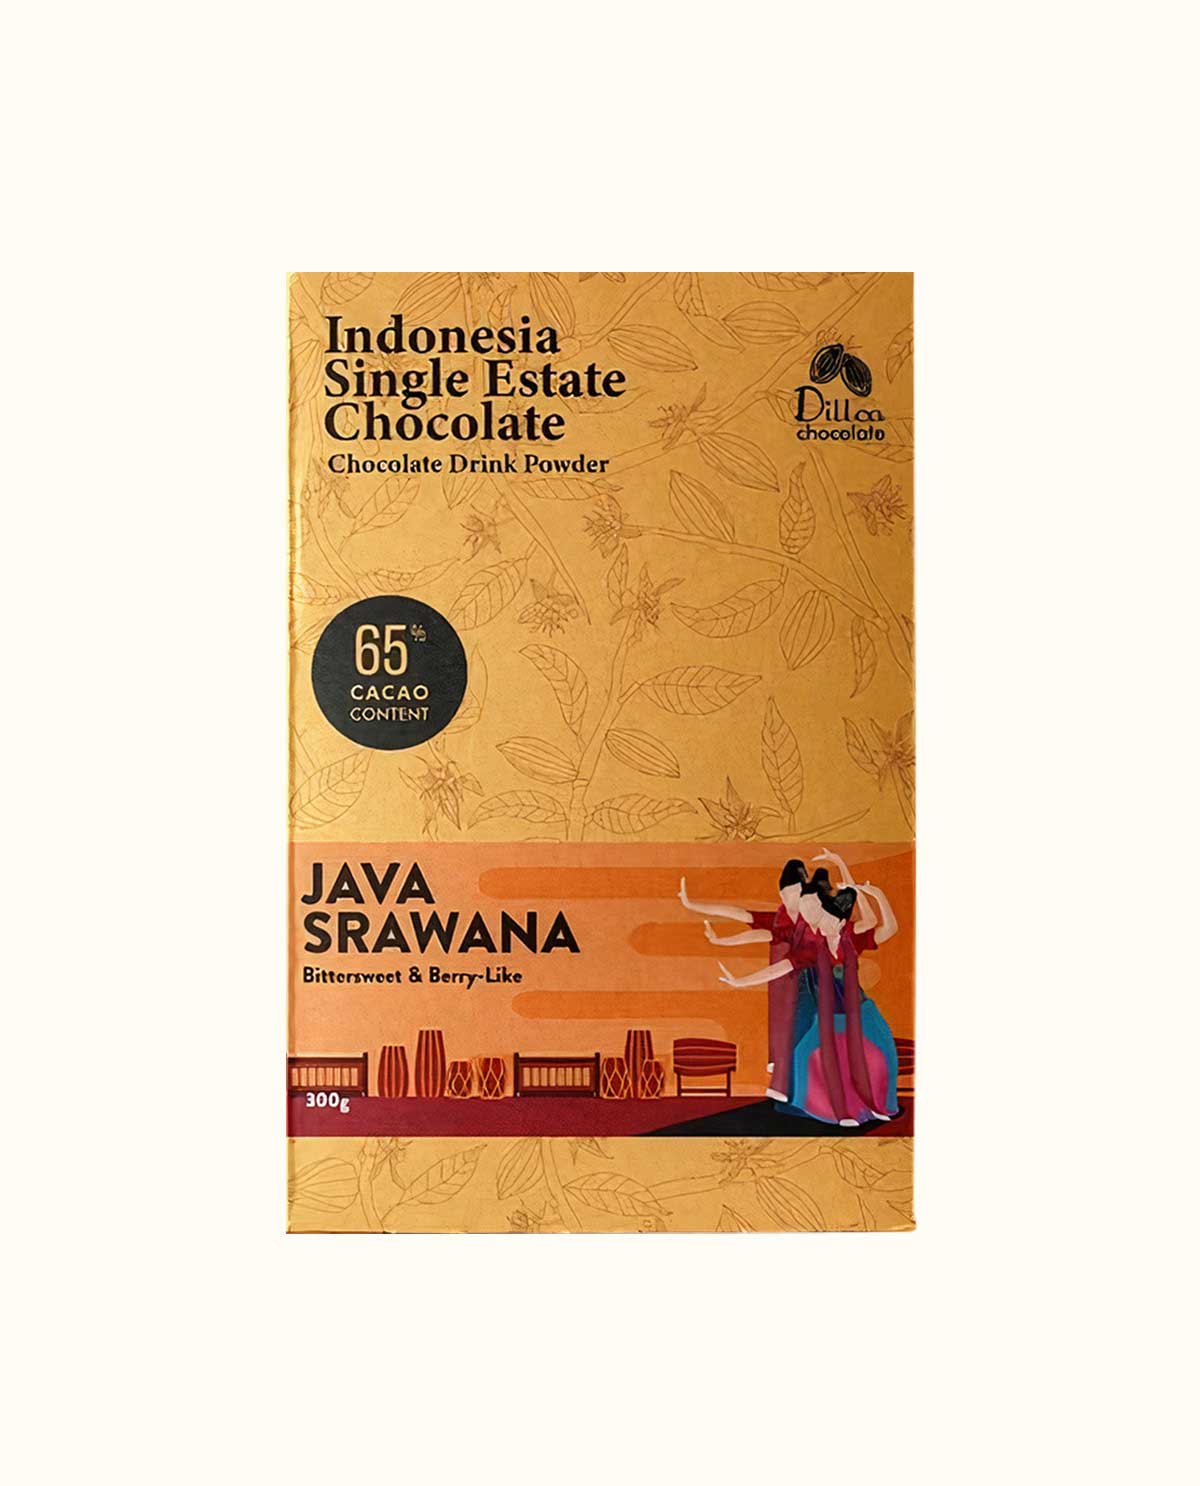 Indonesia
Single Estate
Chocolate
Chocolate Drink Powder
Dilloa
chocolate
65%
CACAO
CONTENT
JAVA
SRAWANA
Bittersweet & Berry-Like
300g